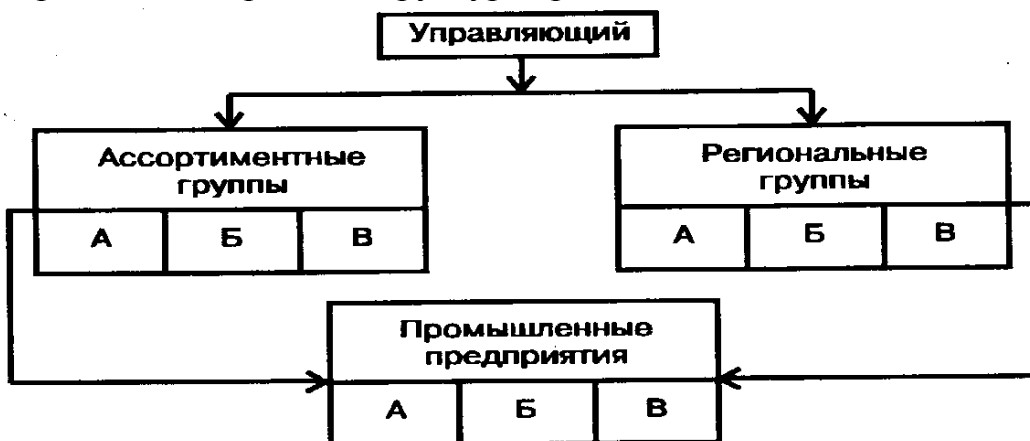 Управляющий
Ассортиментные
группы
А Б В
Региональные
группы
А Б В
Промышленные
предприятия
А Б В